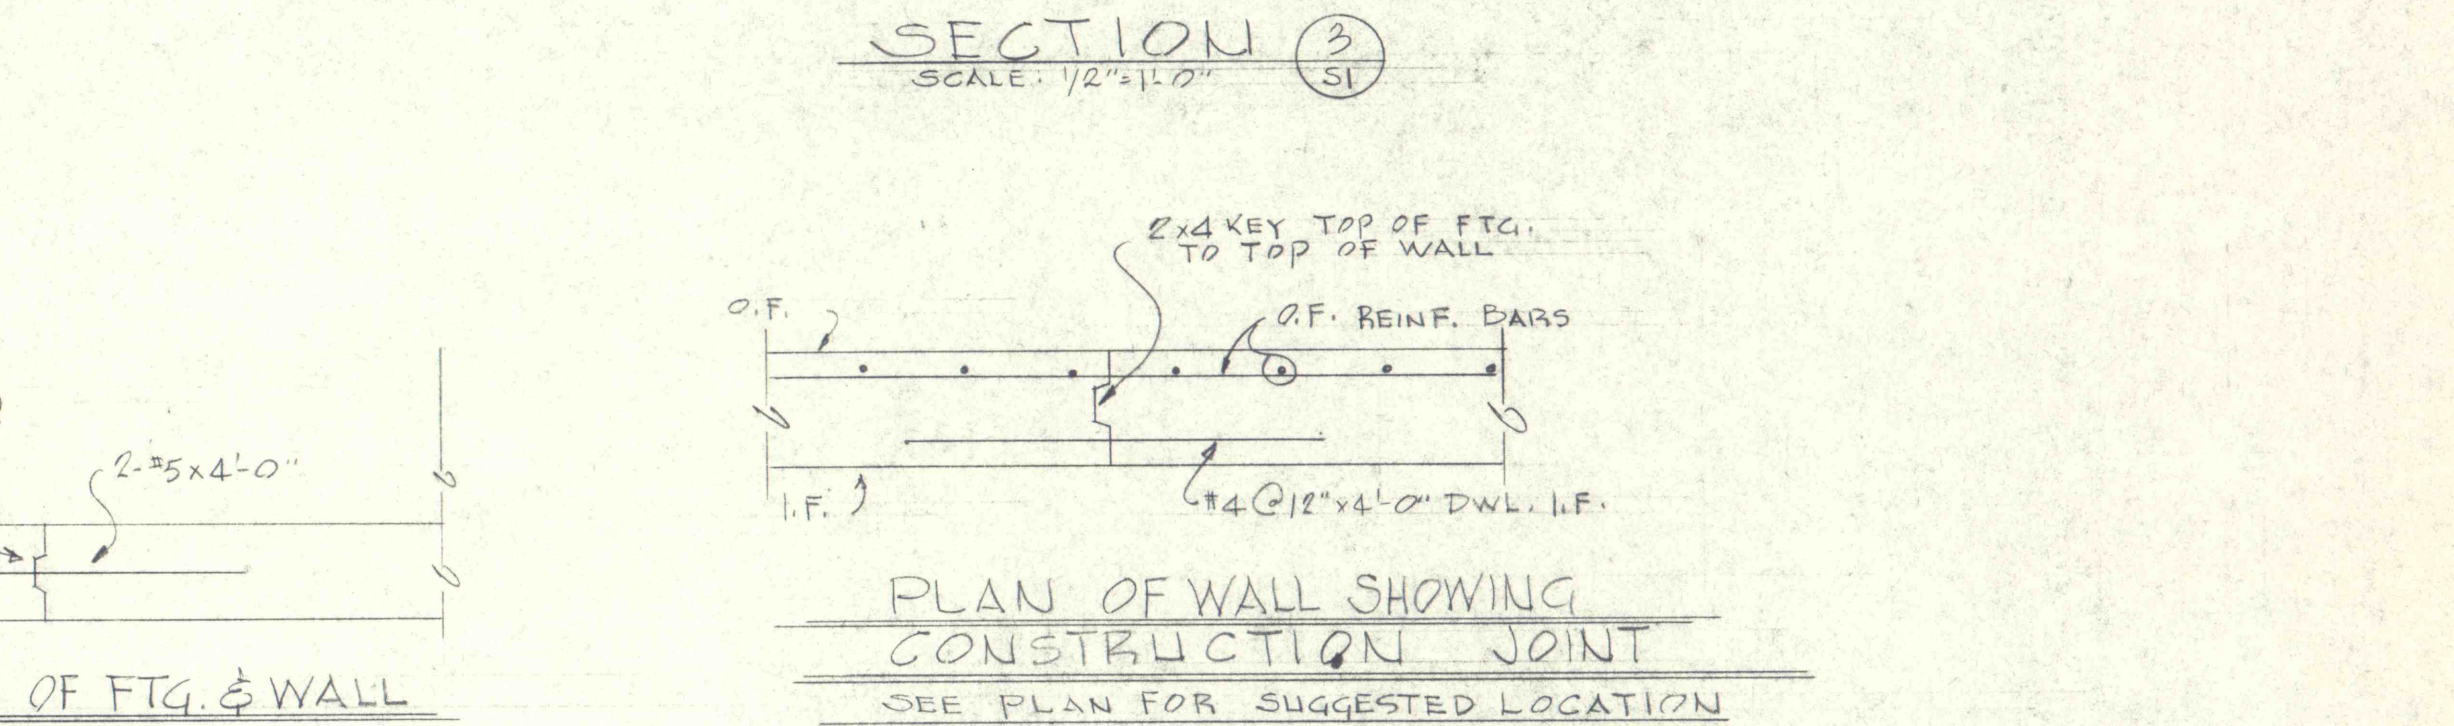 SECTION 3
S1
SCALE: 1/2"=1'-0"
2x4 KEY TOP OF FTG.
TO TOP OF WALL
O.F.
O.F. REINF. BARS
2-#5x4'-0"
I.F.
#4@12"x4'-0" DWL. I.F.
PLAN OF WALL SHOWING
CONSTRUCTION JOINT
OF FTG. & WALL
SEE PLAN FOR SUGGESTED LOCATION